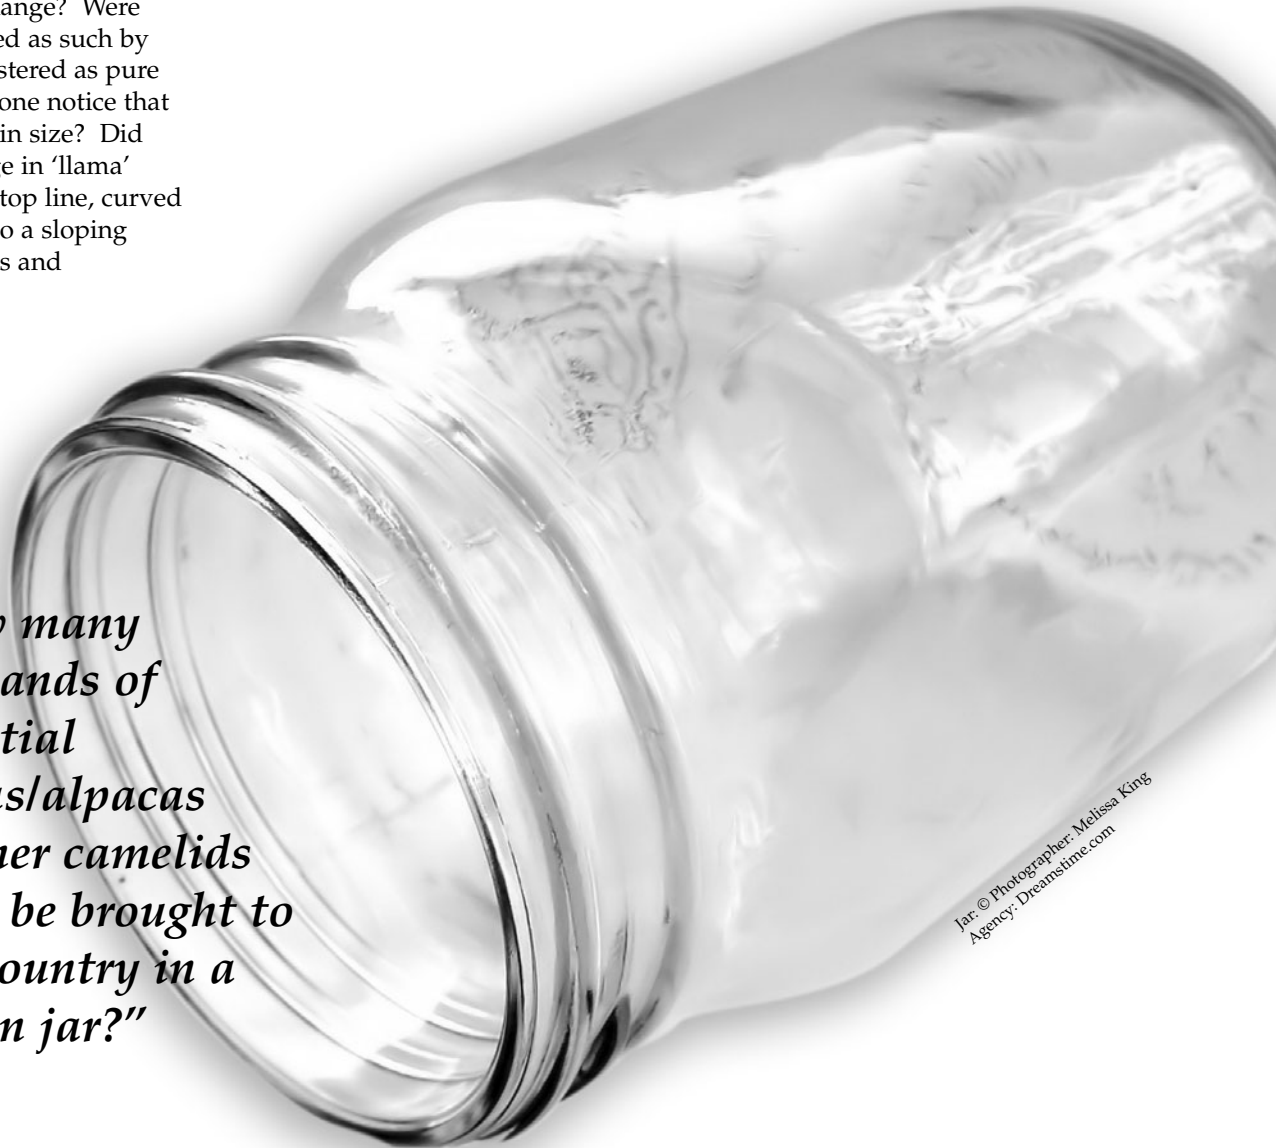 ange? Were
ed as such by
stered as pure
one notice that
in size? Did
ge in ‘llama’
top line, curved
o a sloping
s and
many
ands of
tial
as/alpacas
her camelids
be brought to
ountry in a
n jar?”
Jar: © Photographer: Melissa King
Agency: Dreamstime.com